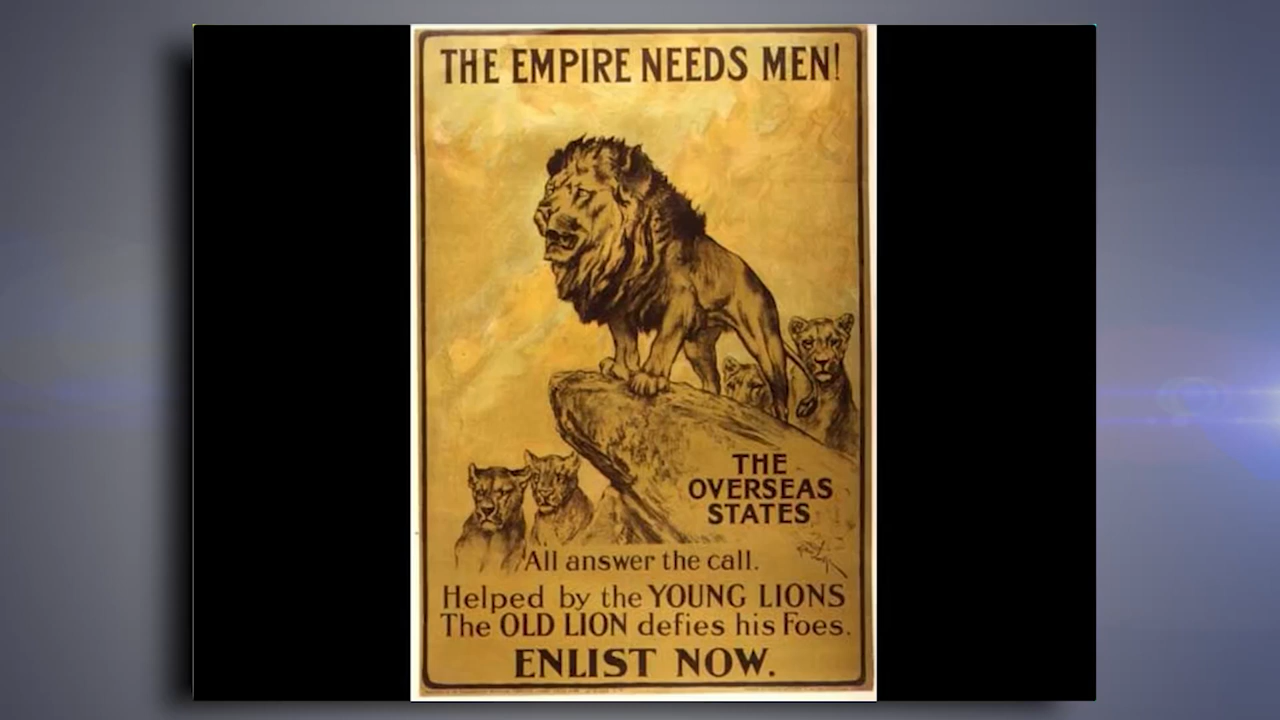 THE EMPIRE NEEDS MEN!
THE
OVERSEAS
STATES
All answer the call.
Helped by the YOUNG LIONS
The OLD LION defies his Foes.
ENLIST NOW.